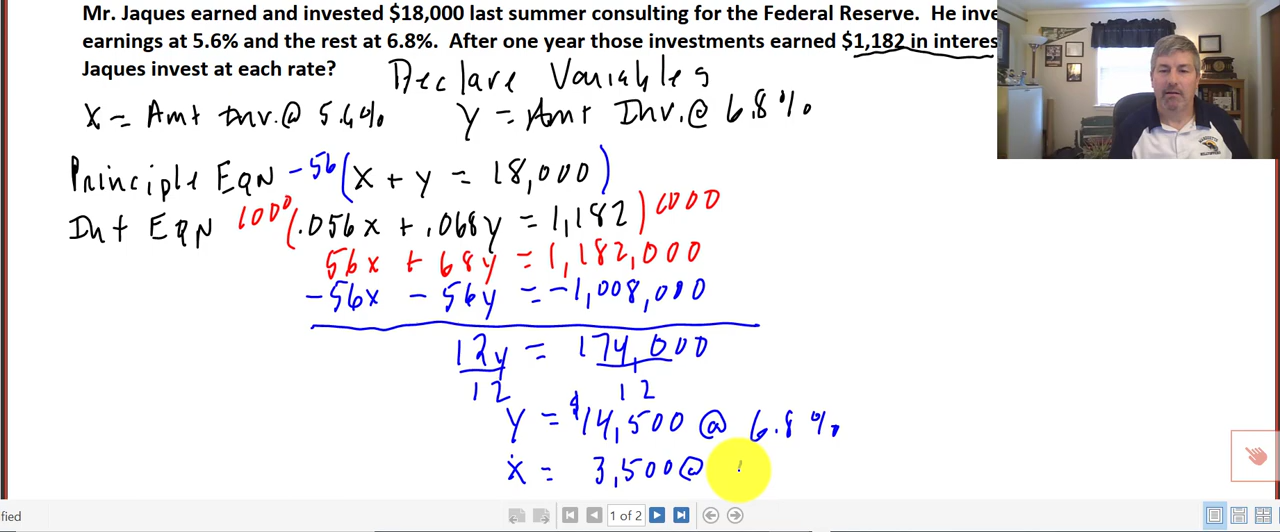 Mr. Jaques earned and invested $18,000 last summer consulting for the Federal Reserve. He inve
earnings at 5.6% and the rest at 6.8%. After one year those investments earned $1,182 in interes
Jaques invest at each rate?
Declare Variables
X = Amt Inv. @ 5.6% Y = Amt Inv. @ 6.8%
Principle EQN -56 (X + y = 18,000)
Int EQN 1000 (.056x + .068y = 1,182) 1000
56x + 68y = 1,182,000
-56x - 56y = -1,008,000
12y = 174,000
12 12
y = $14,500 @ 6.8%
x = 3,500 @
fied
1 of 2